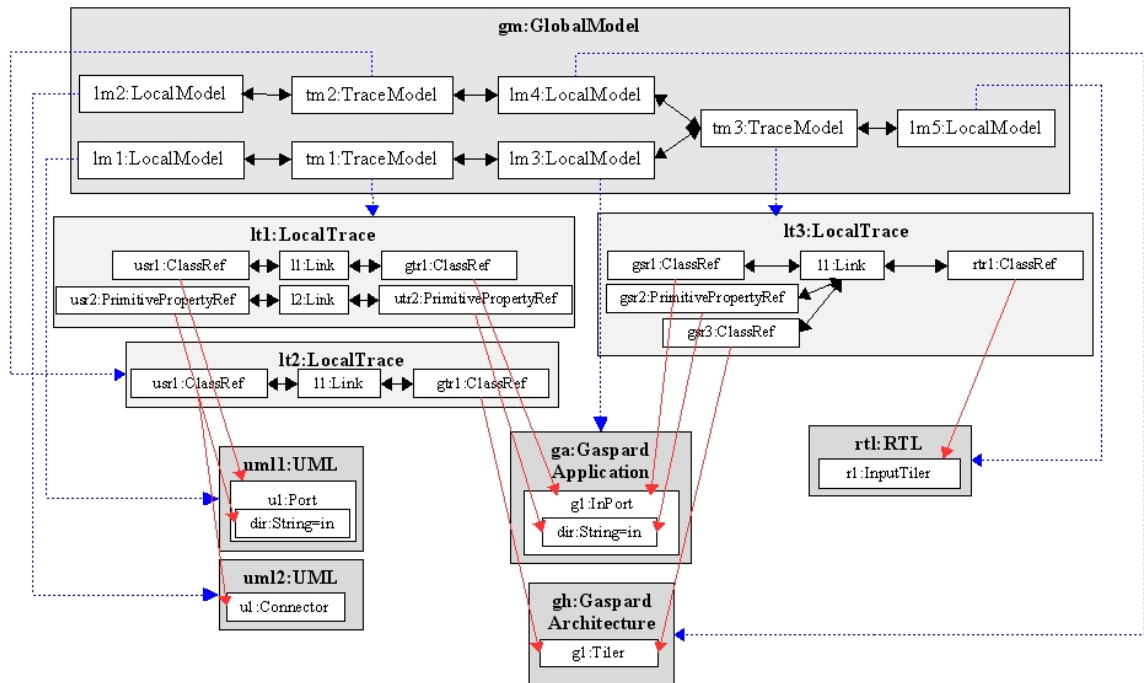 gm:GlobalModel
lm2:LocalModel
tm2:TraceModel
lm4:LocalModel
tm3:TraceModel
lm5:LocalModel
lm1:LocalModel
tm1:TraceModel
lm3:LocalModel
lt1:LocalTrace
usr1:ClassRef
l1:Link
gtr1:ClassRef
usr2:PrimitivePropertyRef
l2:Link
utr2:PrimitivePropertyRef
lt3:LocalTrace
gsr1:ClassRef
l1:Link
rtr1:ClassRef
gsr2:PrimitivePropertyRef
gsr3:ClassRef
lt2:LocalTrace
usr1:ClassRef
l1:Link
gtr1:ClassRef
uml1:UML
u1:Port
dir:String=in
ga:Gaspard
Application
g1:InPort
dir:String=in
rtl:RTL
r1:InputTiler
uml2:UML
u1:Connector
gh:Gaspard
Architecture
g1:Tiler